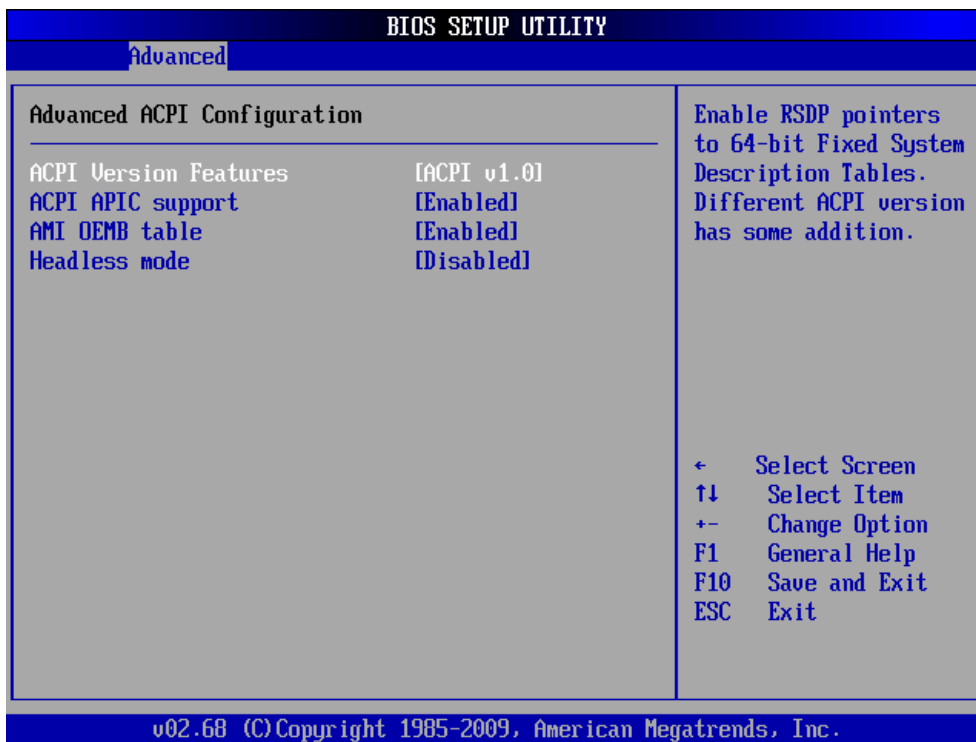 BIOS SETUP UTILITY
Advanced
Advanced ACPI Configuration
ACPI Version Features [ACPI v1.0]
ACPI APIC support [Enabled]
AMI OEMB table [Enabled]
Headless mode [Disabled]
Enable RSDP pointers
to 64-bit Fixed System
Description Tables.
Different ACPI version
has some addition.
← Select Screen
↑↓ Select Item
+- Change Option
F1 General Help
F10 Save and Exit
ESC Exit
v02.68 (C)Copyright 1985-2009, American Megatrends, Inc.